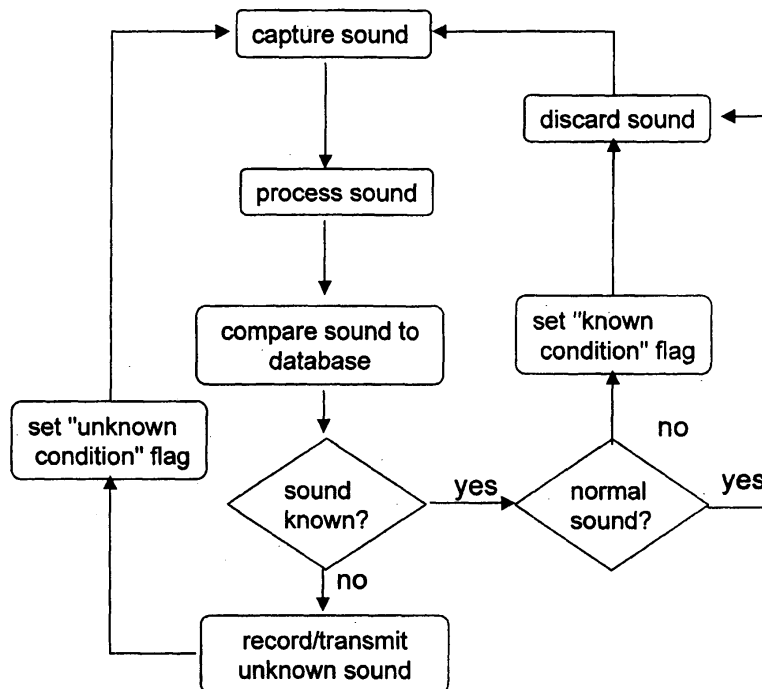 capture sound
discard sound
process sound
compare sound to
database
set "known
condition" flag
set "unknown
condition" flag
sound
known?
yes
normal
sound?
no
yes
no
record/transmit
unknown sound